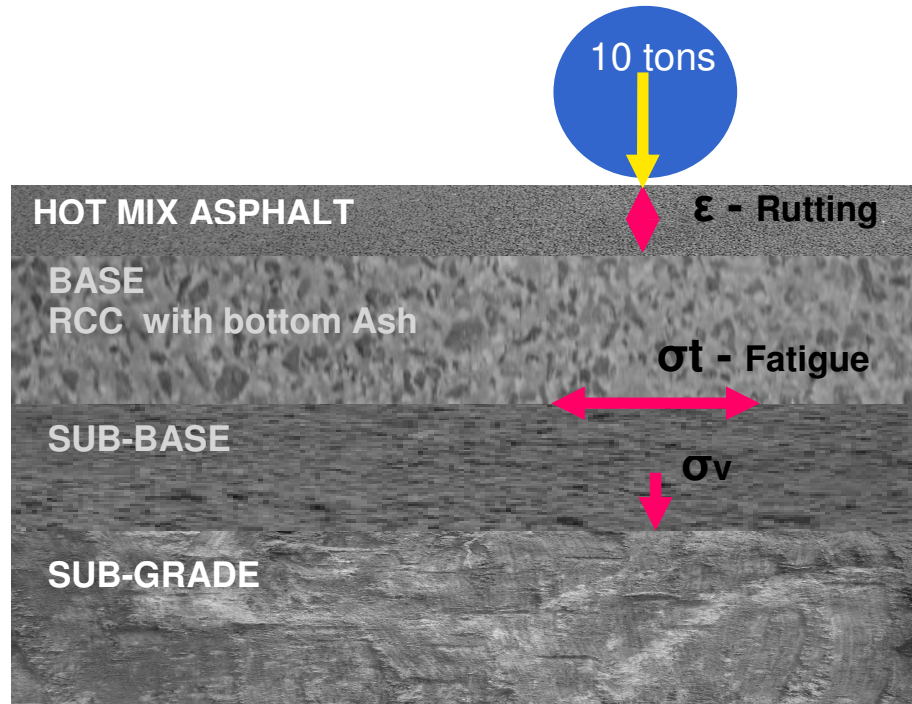 10 tons
HOT MIX ASPHALT
ε - Rutting
BASE
RCC with bottom Ash
σt - Fatigue
SUB-BASE
σv
SUB-GRADE